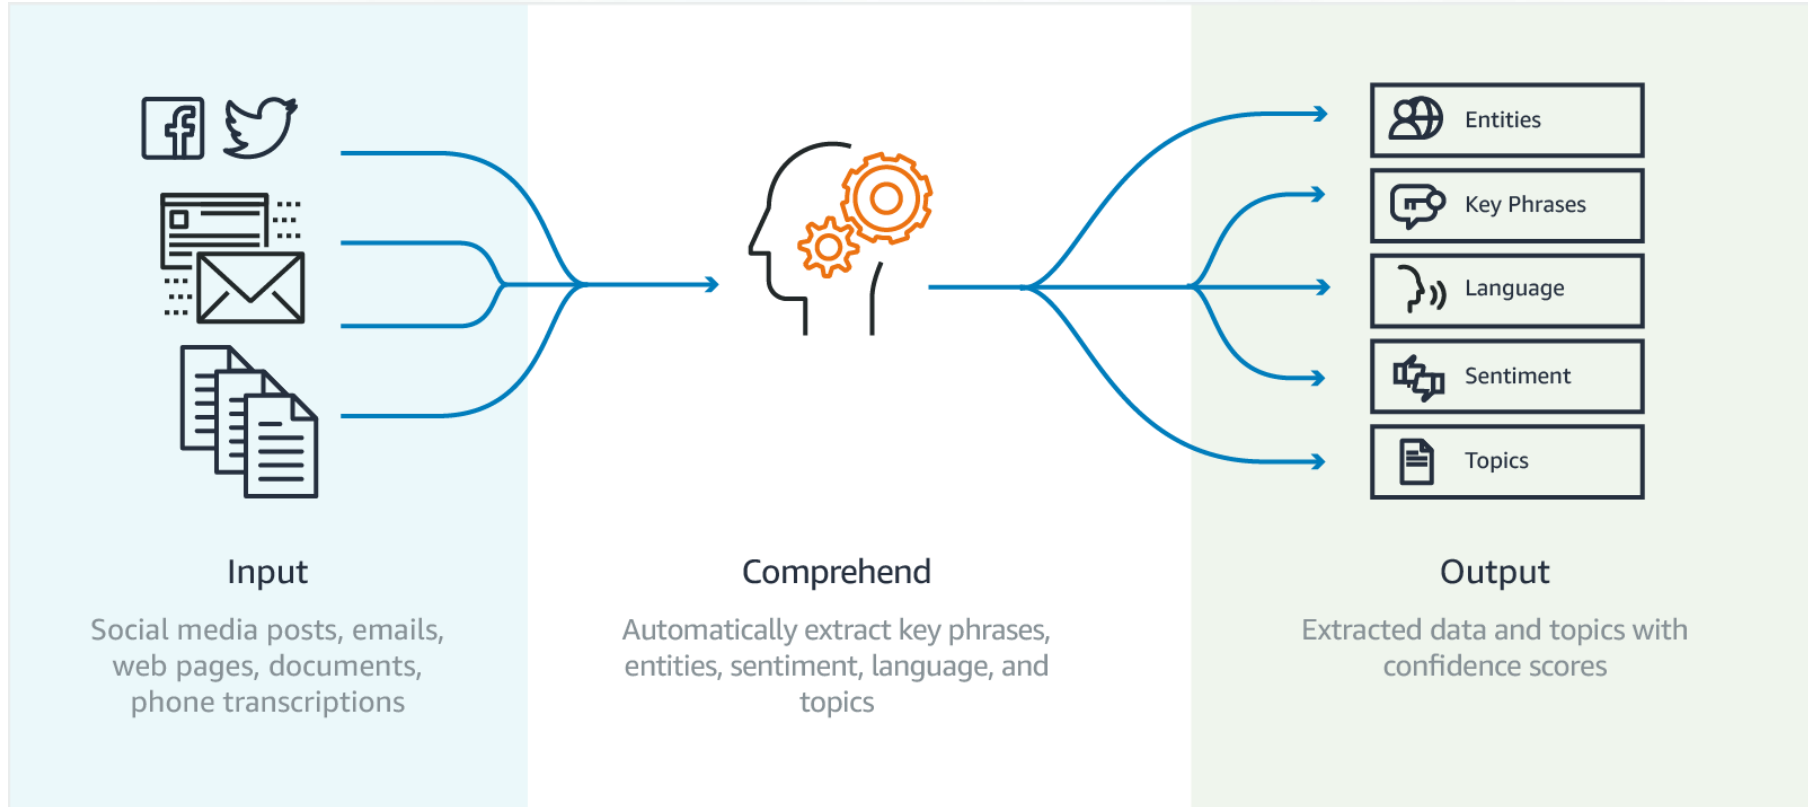 Entities
Key Phrases
Language
Sentiment
Topics
Input
Social media posts, emails,
web pages, documents,
phone transcriptions
Comprehend
Automatically extract key phrases,
entities, sentiment, language, and
topics
Output
Extracted data and topics with
confidence scores